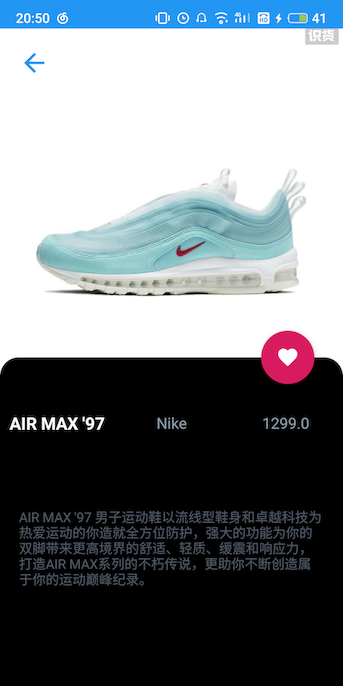 20:50
41
识货
AIR MAX '97 Nike 1299.0
AIR MAX '97 男子运动鞋以流线型鞋身和卓越科技为
热爱运动的你造就全方位防护，强大的功能为你的
双脚带来更高境界的舒适、轻质、缓震和响应力，
打造AIR MAX系列的不朽传说，更助你不断创造属
于你的运动巅峰纪录。